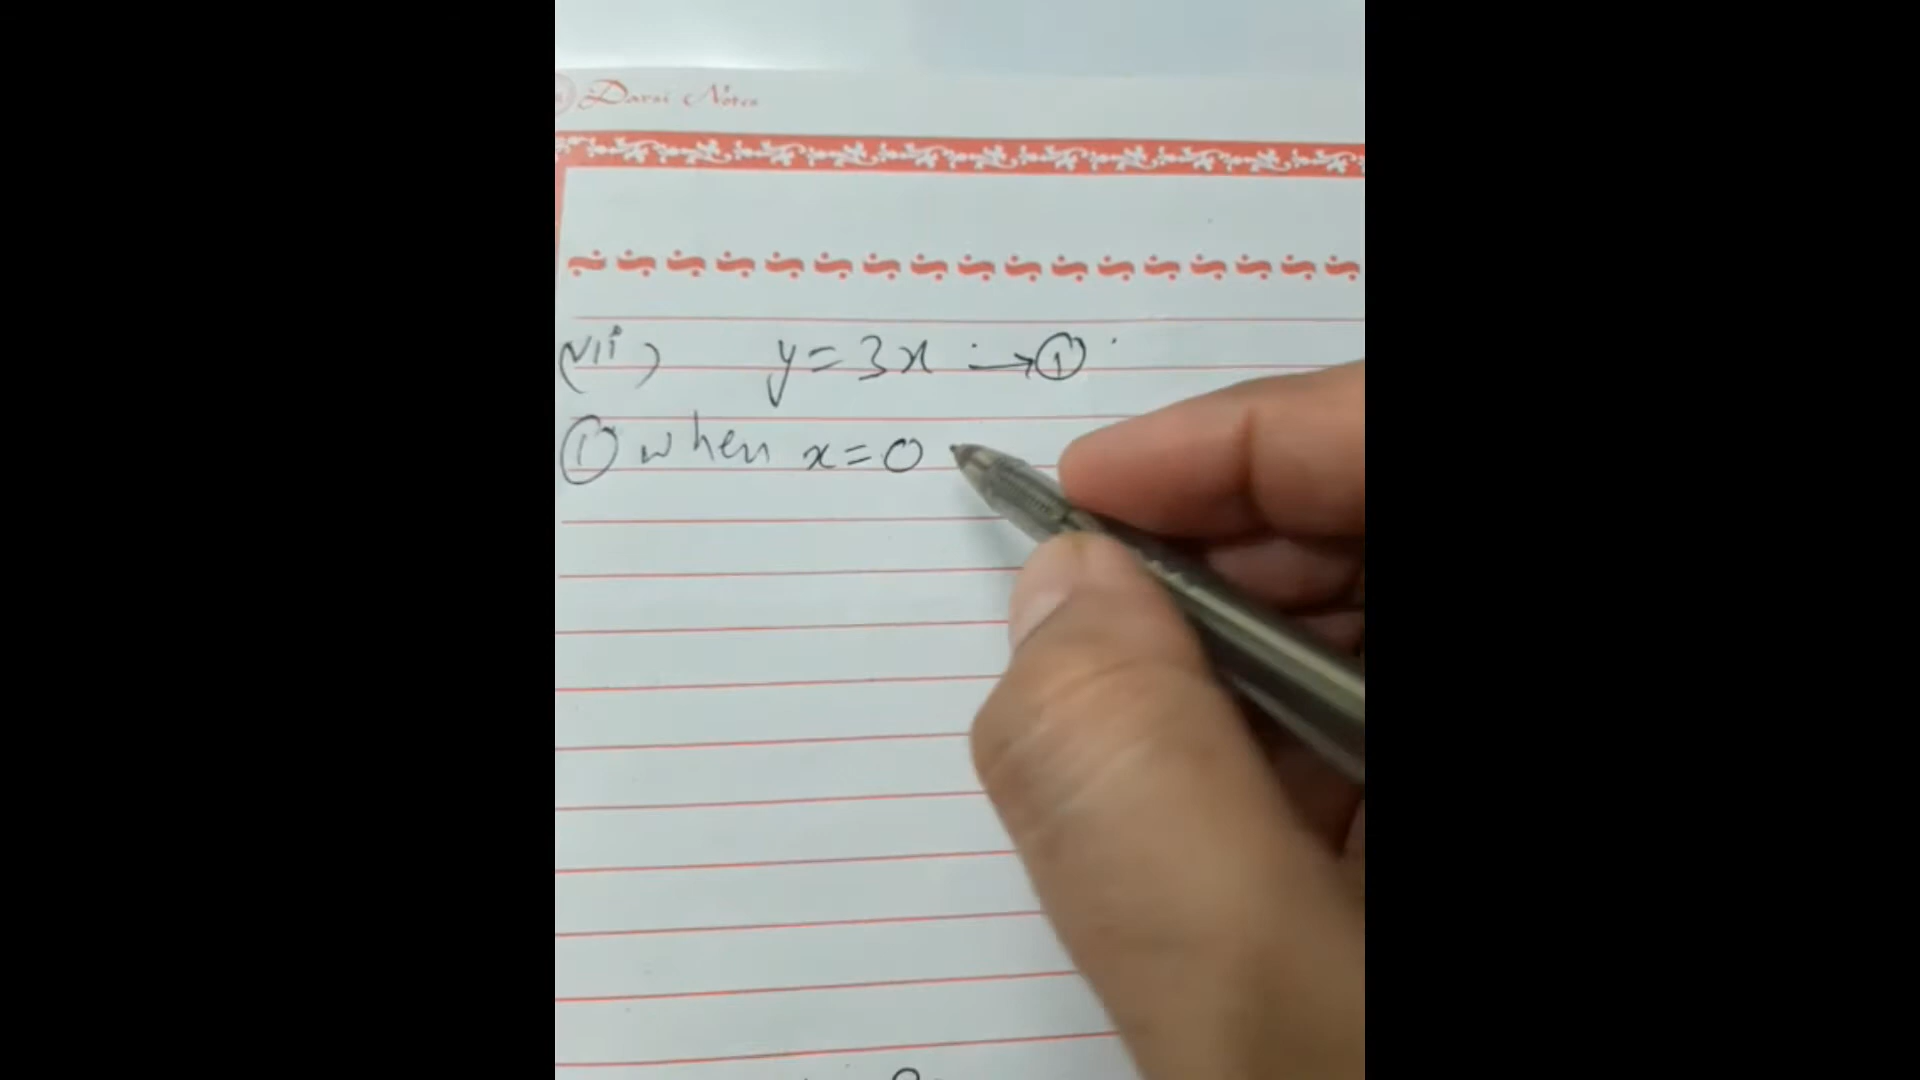 Darsi Notes
(vii) y = 3x → ①
① when x = 0